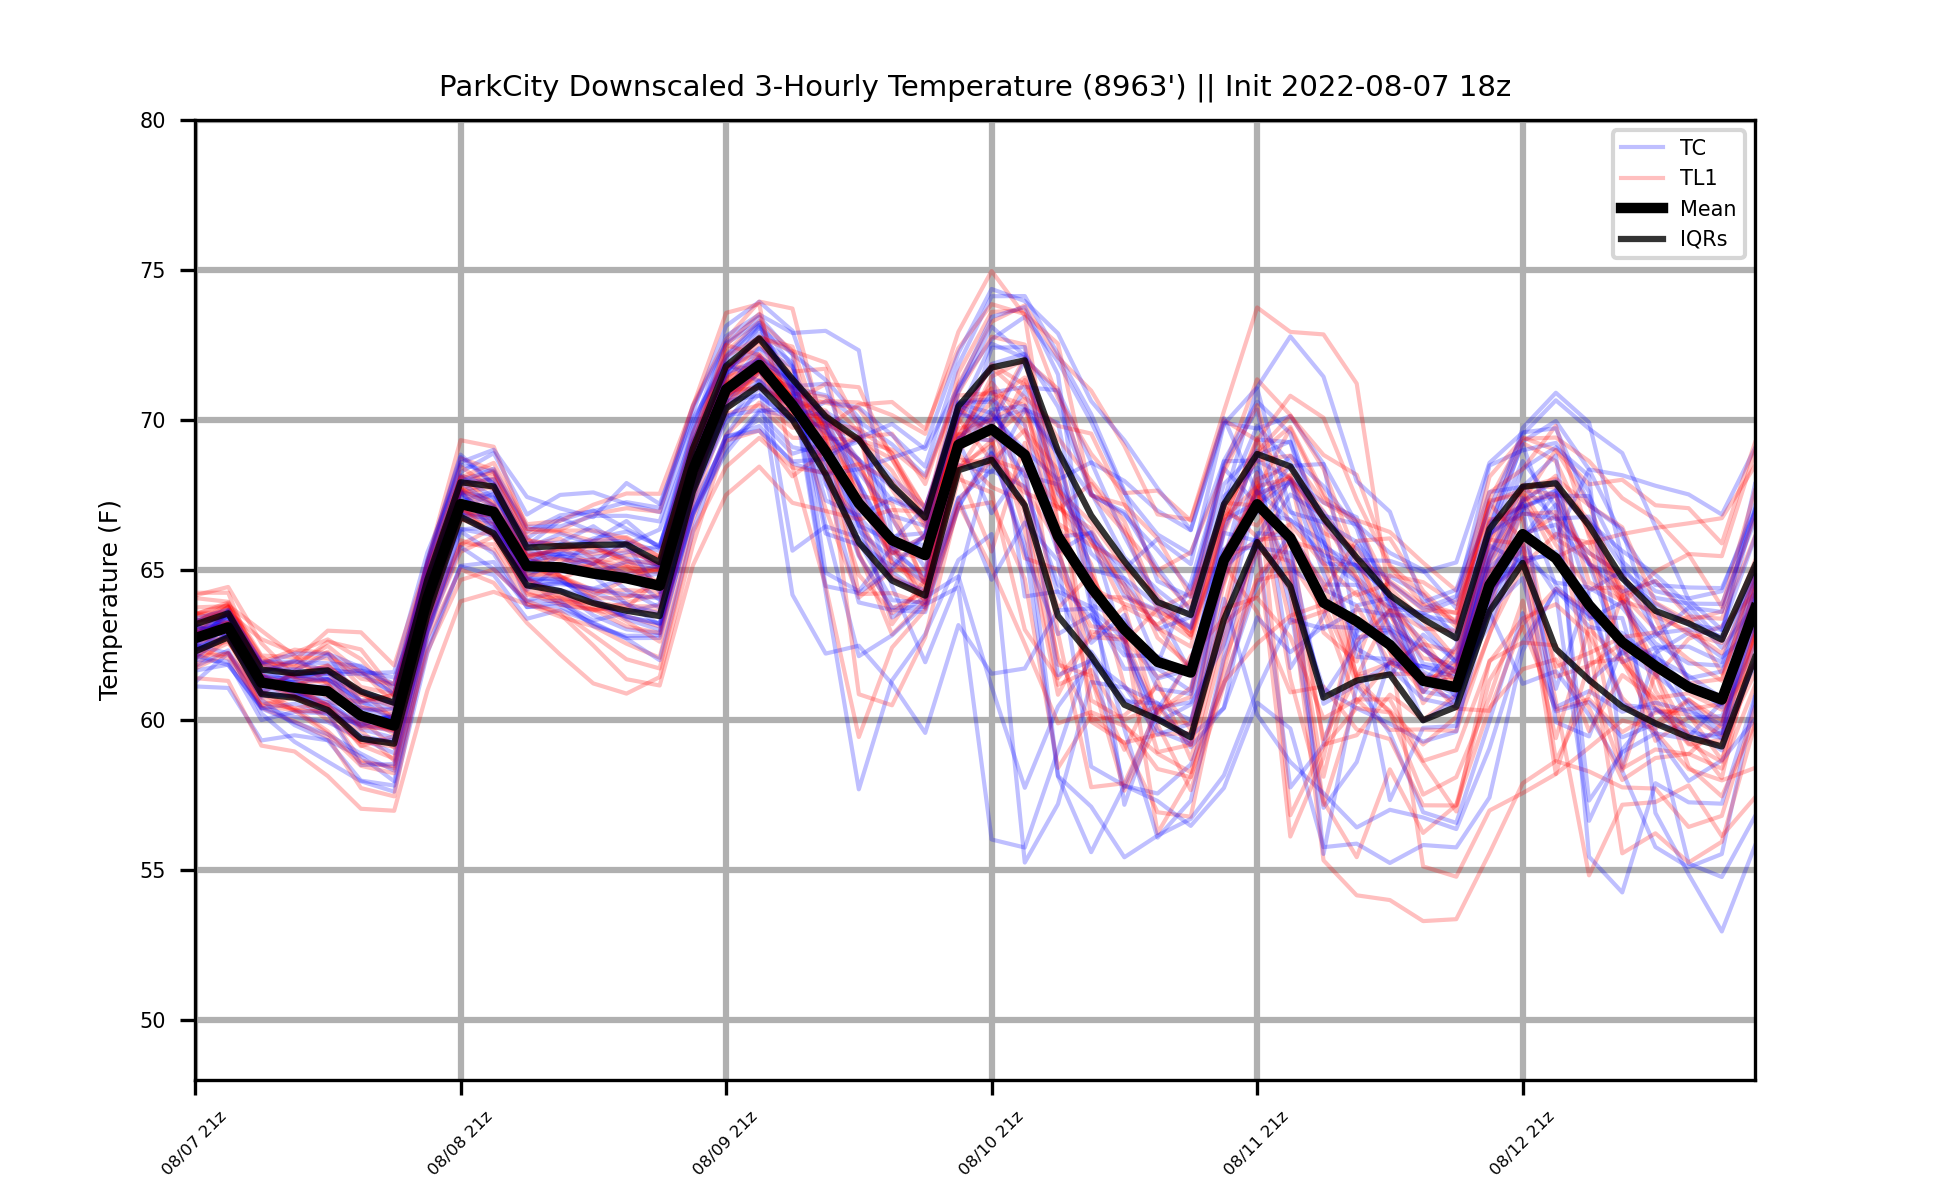 ParkCity Downscaled 3-Hourly Temperature (8963') || Init 2022-08-07 18z
80
75
70
65
60
55
50
Temperature (F)
TC
TL1
Mean
IQRs
08/07 21z
08/08 21z
08/09 21z
08/10 21z
08/11 21z
08/12 21z